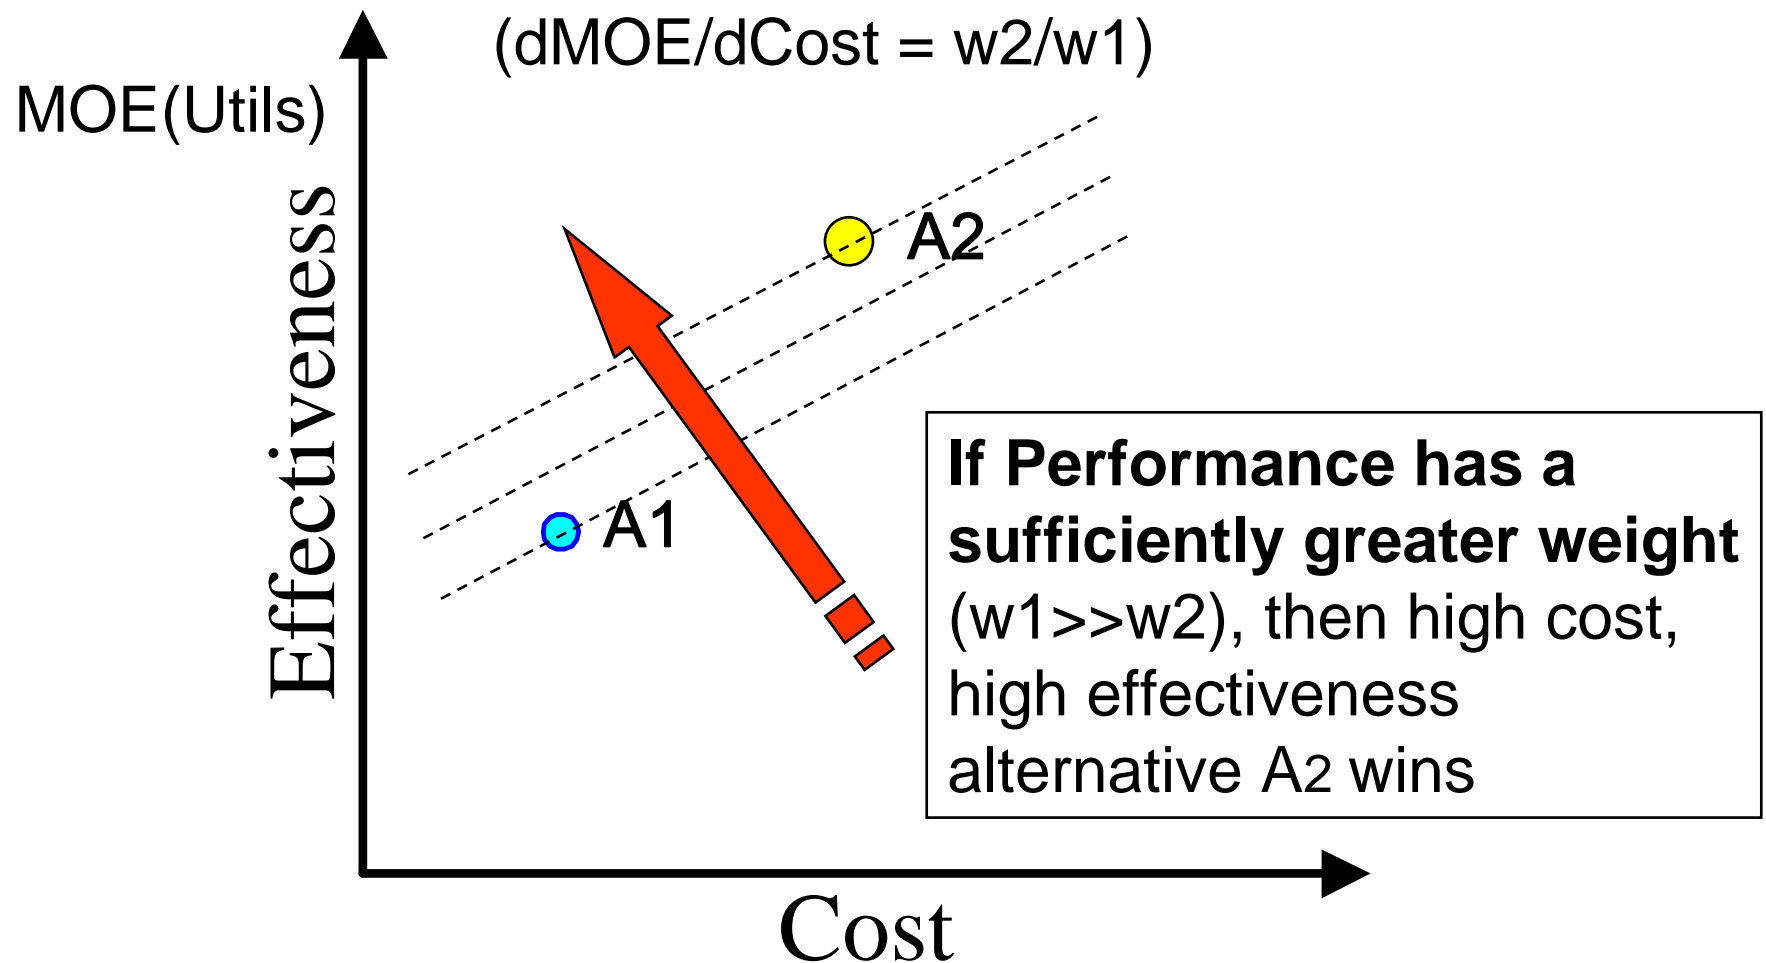 (dMOE/dCost = w2/w1)
MOE(Utils)
Effectiveness
A2
A1
If Performance has a
sufficiently greater weight
(w1>>w2), then high cost,
high effectiveness
alternative A2 wins
Cost